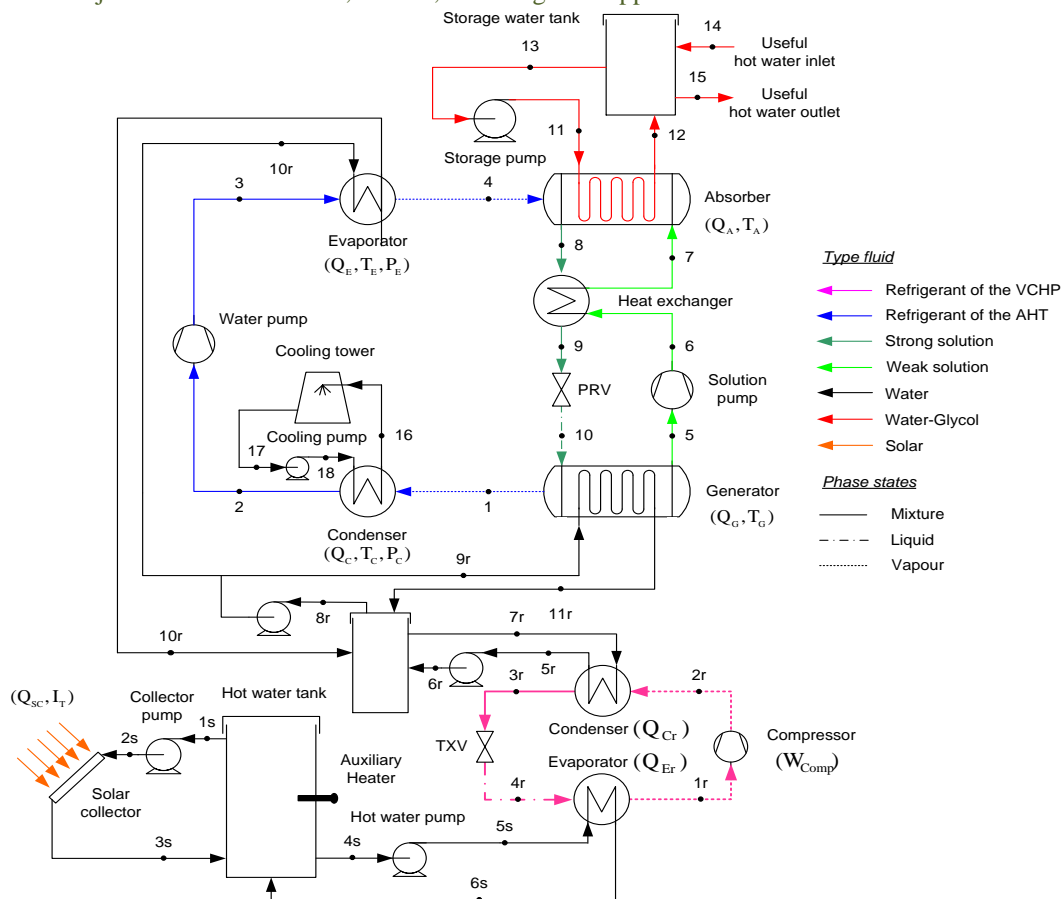 Storage water tank
14
13
Useful
hot water inlet
15
Useful
hot water outlet
11
12
Storage pump
10r
3
4
Absorber
(Q_A, T_A)
Evaporator
(Q_E, T_E, P_E)
8
7
Type fluid
Heat exchanger
Refrigerant of the VCHP
Refrigerant of the AHT
Water pump
Strong solution
6
9
Cooling tower
Weak solution
PRV
Solution
pump
Water
Water-Glycol
16
Cooling pump
17
18
10
5
Solar
2
1
Generator
(Q_G, T_G)
Phase states
Condenser
(Q_C, T_C, P_C)
Mixture
Liquid
9r
Vapour
8r
11r
7r
10r
5r
6r
3r
2r
(Q_SC, I_T)
Collector
pump
Hot water tank
1s
2s
Condenser (Q_Cr)
TXV
Compressor
(W_Comp)
Evaporator (Q_Er)
Auxiliary
Heater
4r
1r
Solar
collector
Hot water pump
5s
3s
4s
6s